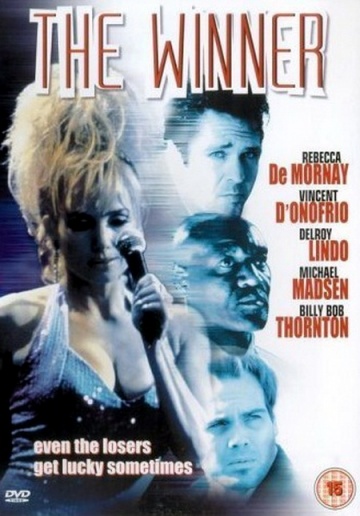 THE WINNER
REBECCA
De MORNAY
VINCENT
D'ONOFRIO
DELROY
LINDO
MICHAEL
MADSEN
BILLY BOB
THORNTON
even the losers
get lucky sometimes
DVD
15